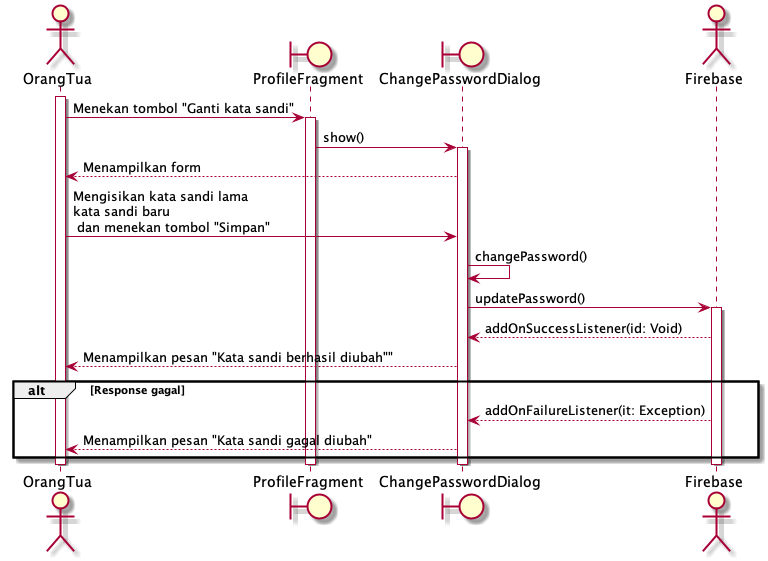 OrangTua
ProfileFragment
ChangePasswordDialog
Firebase
Menekan tombol "Ganti kata sandi"
show()
Menampilkan form
Mengisikan kata sandi lama
kata sandi baru
dan menekan tombol "Simpan"
changePassword()
updatePassword()
addOnSuccessListener(id: Void)
Menampilkan pesan "Kata sandi berhasil diubah""
alt
[Response gagal]
addOnFailureListener(it: Exception)
Menampilkan pesan "Kata sandi gagal diubah"
OrangTua
ProfileFragment
ChangePasswordDialog
Firebase